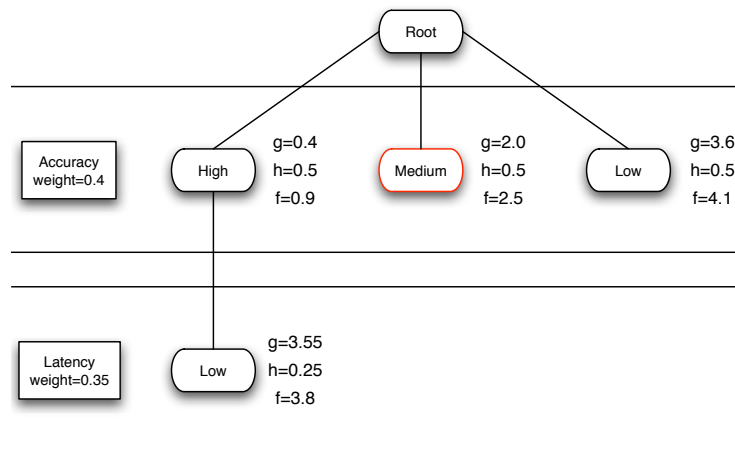 Root
Accuracy
weight=0.4
High
g=0.4
h=0.5
f=0.9
Medium
g=2.0
h=0.5
f=2.5
Low
g=3.6
h=0.5
f=4.1
Latency
weight=0.35
Low
g=3.55
h=0.25
f=3.8